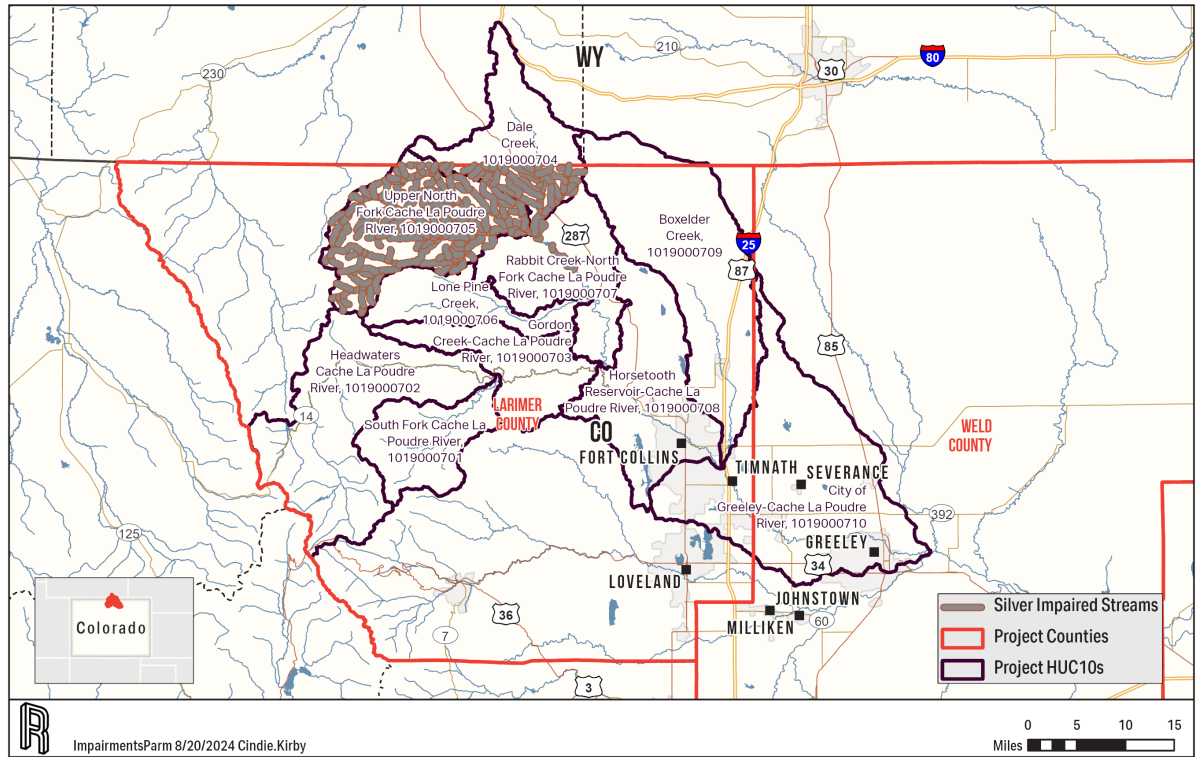 WY
210
80
30
230
Dale
Creek,
1019000704
Upper North
Fork Cache La Poudre
River, 1019000705
Boxelder
Creek,
1019000709
287
25
87
Rabbit Creek-North
Fork Cache La Poudre
River, 1019000707
Lone Pine
Creek,
1019000706
Gordon
Creek-Cache La Poudre
River, 1019000703
85
Headwaters
Cache La Poudre
River, 1019000702
Horsetooth
Reservoir-Cache La
Poudre River, 1019000708
14
LARIMER
COUNTY
South Fork Cache La
Poudre River,
1019000701
CO
WELD
COUNTY
FORT COLLINS
TIMNATH
SEVERANCE
City of
Greeley-Cache La Poudre
River, 1019000710
392
125
GREELEY
34
LOVELAND
JOHNSTOWN
MILLIKEN
60
36
7
3
Colorado
Silver Impaired Streams
Project Counties
Project HUC10s
R
ImpairmentsParm 8/20/2024 Cindie.Kirby
0 5 10 15
Miles